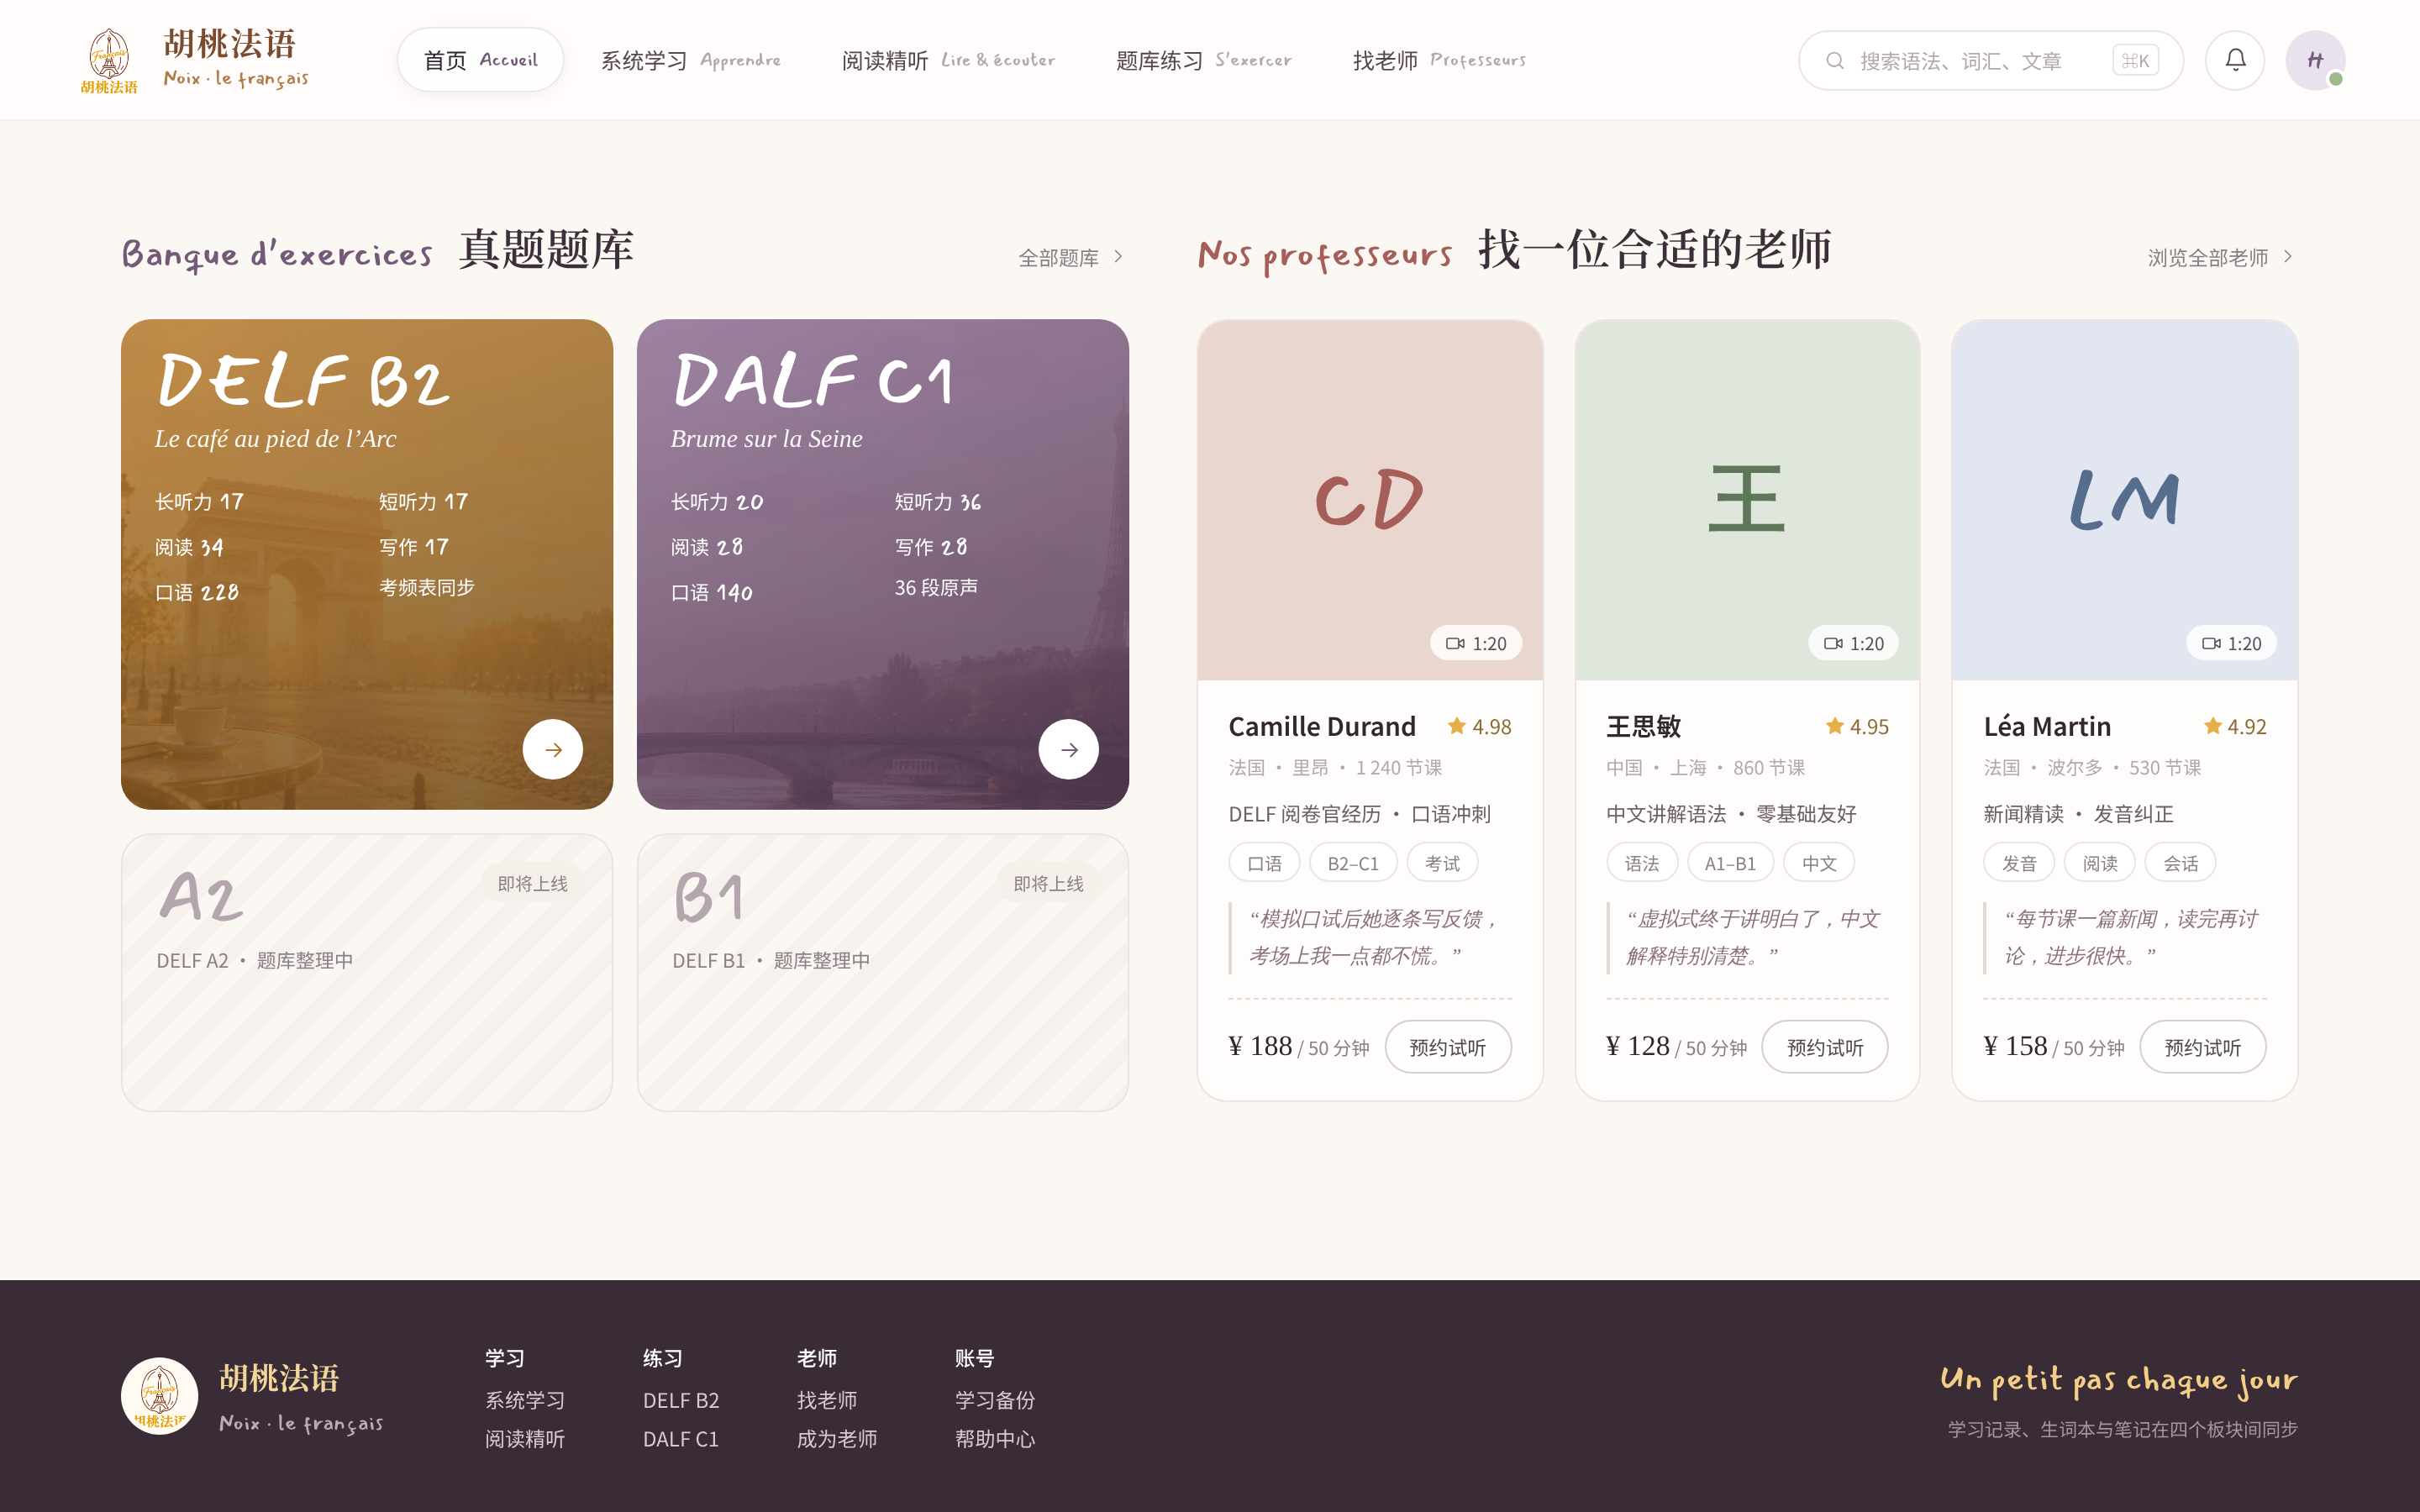 Français
胡桃法语
胡桃法语
Noix · le français
首页 Accueil
系统学习 Apprendre
阅读精听 Lire & écouter
题库练习 S'exercer
找老师 Professeurs
搜索语法、词汇、文章 ⌘K
H
Banque d'exercices 真题题库
全部题库
DELF B2
Le café au pied de l’Arc
长听力 17 短听力 17
阅读 34 写作 17
口语 228 考频表同步
DALF C1
Brume sur la Seine
长听力 20 短听力 36
阅读 28 写作 28
口语 140 36 段原声
A2 即将上线
DELF A2 • 题库整理中
B1 即将上线
DELF B1 • 题库整理中
Nos professeurs 找一位合适的老师
浏览全部老师
CD
1:20
Camille Durand 4.98
法国 • 里昂 • 1 240 节课
DELF 阅卷官经历 • 口语冲刺
口语 B2–C1 考试
“模拟口试后她逐条写反馈，
考场上我一点都不慌。”
¥ 188 / 50 分钟 预约试听
王
1:20
王思敏 4.95
中国 • 上海 • 860 节课
中文讲解语法 • 零基础友好
语法 A1–B1 中文
“虚拟式终于讲明白了，中文
解释特别清楚。”
¥ 128 / 50 分钟 预约试听
LM
1:20
Léa Martin 4.92
法国 • 波尔多 • 530 节课
新闻精读 • 发音纠正
发音 阅读 会话
“每节课一篇新闻，读完再讨
论，进步很快。”
¥ 158 / 50 分钟 预约试听
Français
胡桃法语
胡桃法语
Noix · le français
学习
系统学习
阅读精听
练习
DELF B2
DALF C1
老师
找老师
成为老师
账号
学习备份
帮助中心
Un petit pas chaque jour
学习记录、生词本与笔记在四个板块间同步